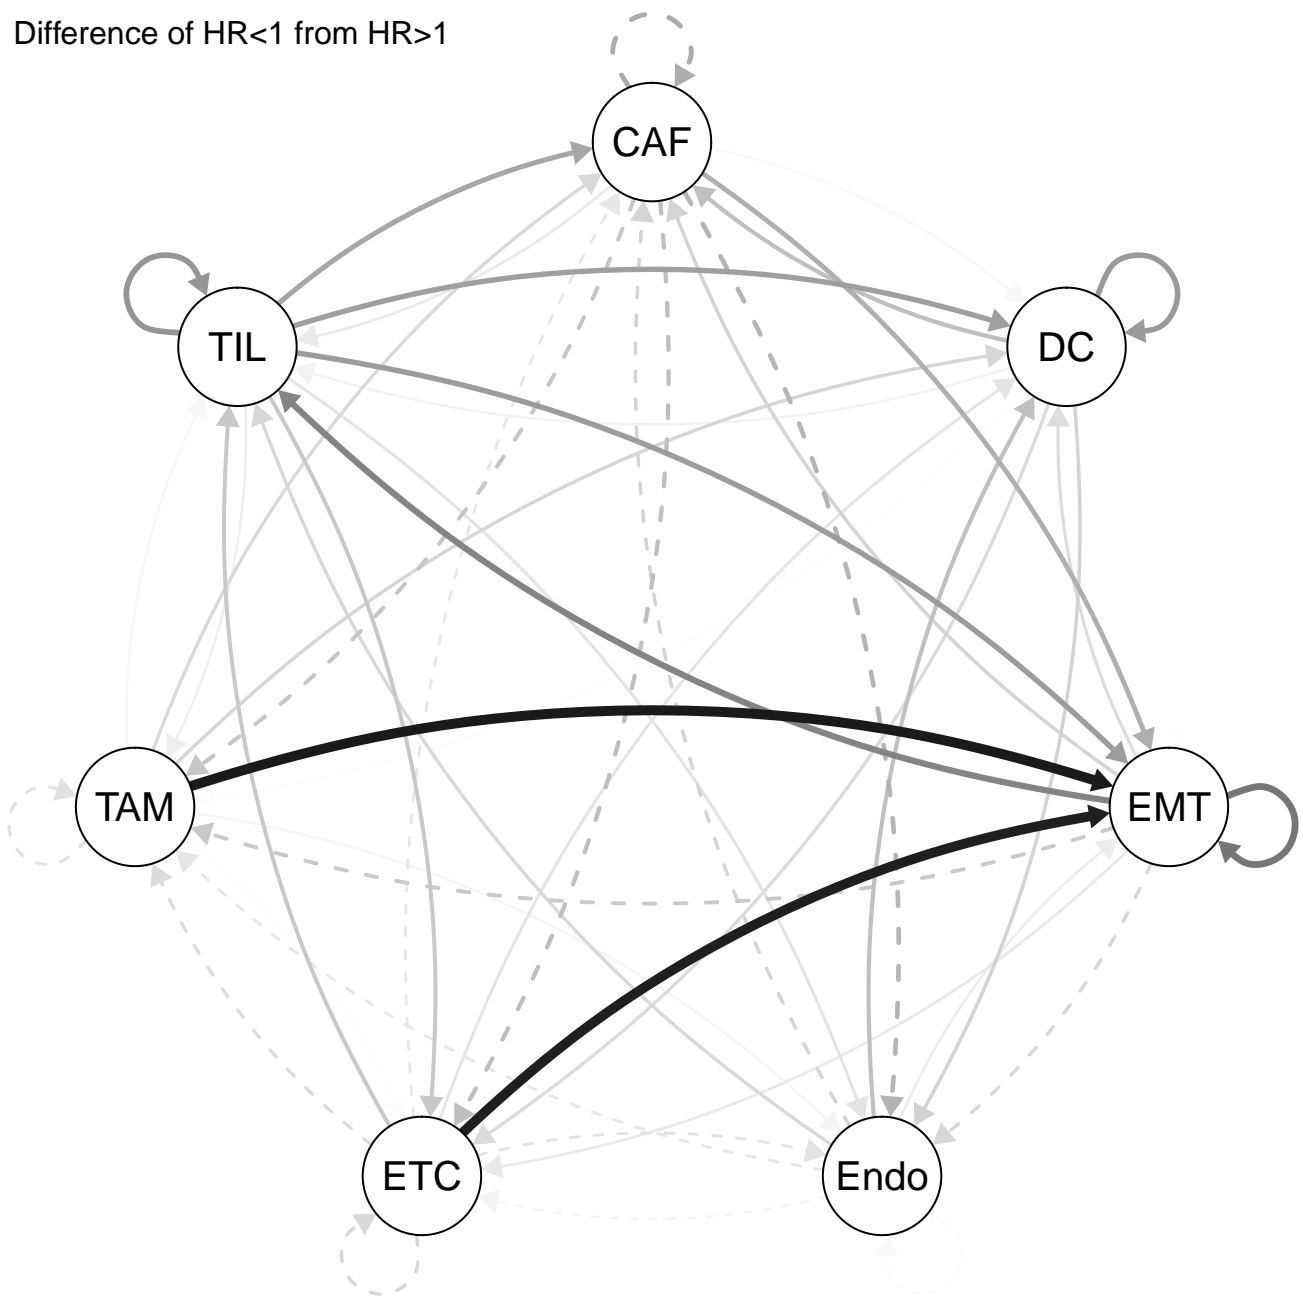 Difference of HR<1 from HR>1
CAF
TIL
DC
TAM
EMT
ETC
Endo